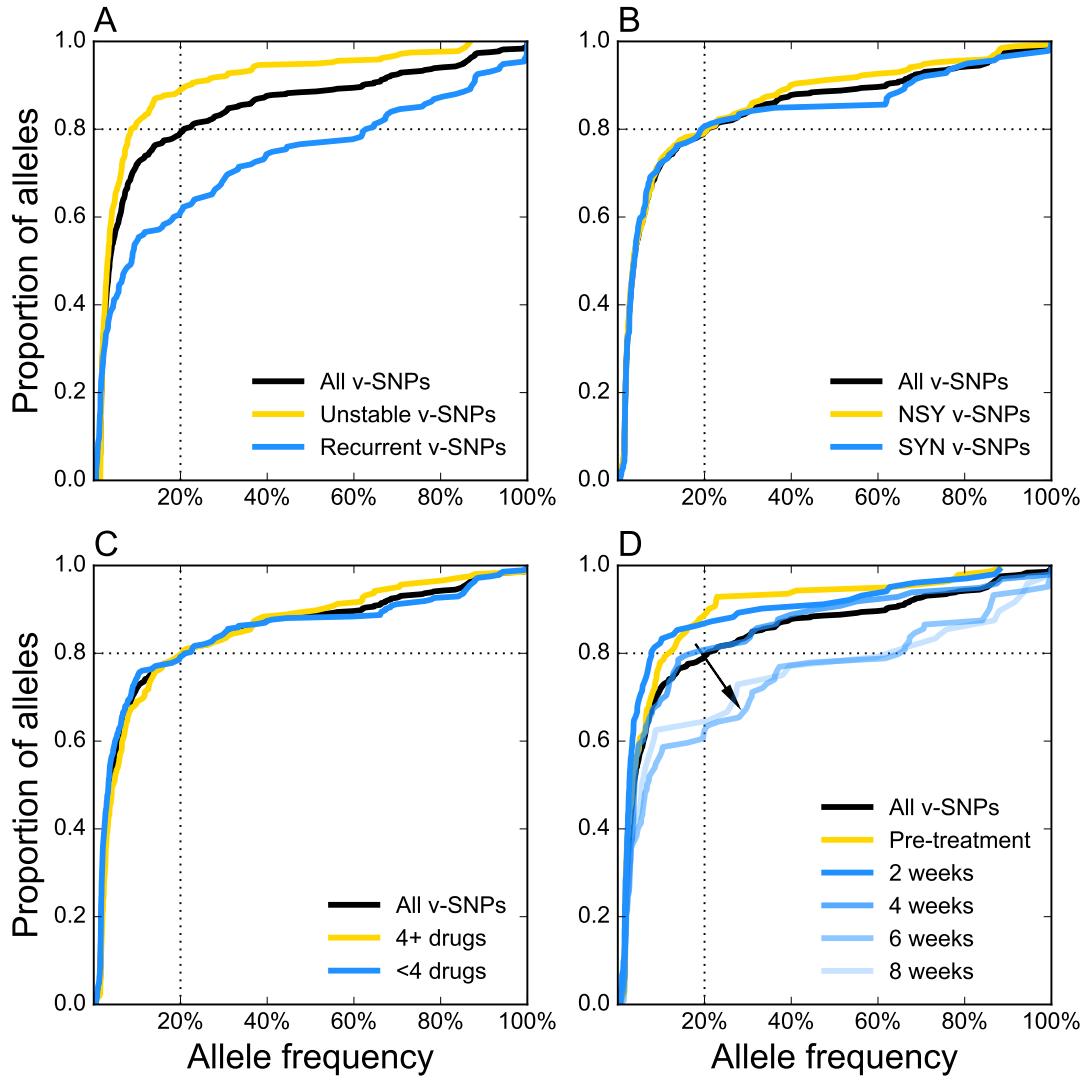 A
Proportion of alleles
1.0
0.8
0.6
0.4
0.2
0.0
20%
40%
60%
80%
100%
All v-SNPs
Unstable v-SNPs
Recurrent v-SNPs
B
1.0
0.8
0.6
0.4
0.2
0.0
20%
40%
60%
80%
100%
All v-SNPs
NSY v-SNPs
SYN v-SNPs
C
Proportion of alleles
1.0
0.8
0.6
0.4
0.2
0.0
20%
40%
60%
80%
100%
Allele frequency
All v-SNPs
4+ drugs
<4 drugs
D
1.0
0.8
0.6
0.4
0.2
0.0
20%
40%
60%
80%
100%
Allele frequency
All v-SNPs
Pre-treatment
2 weeks
4 weeks
6 weeks
8 weeks